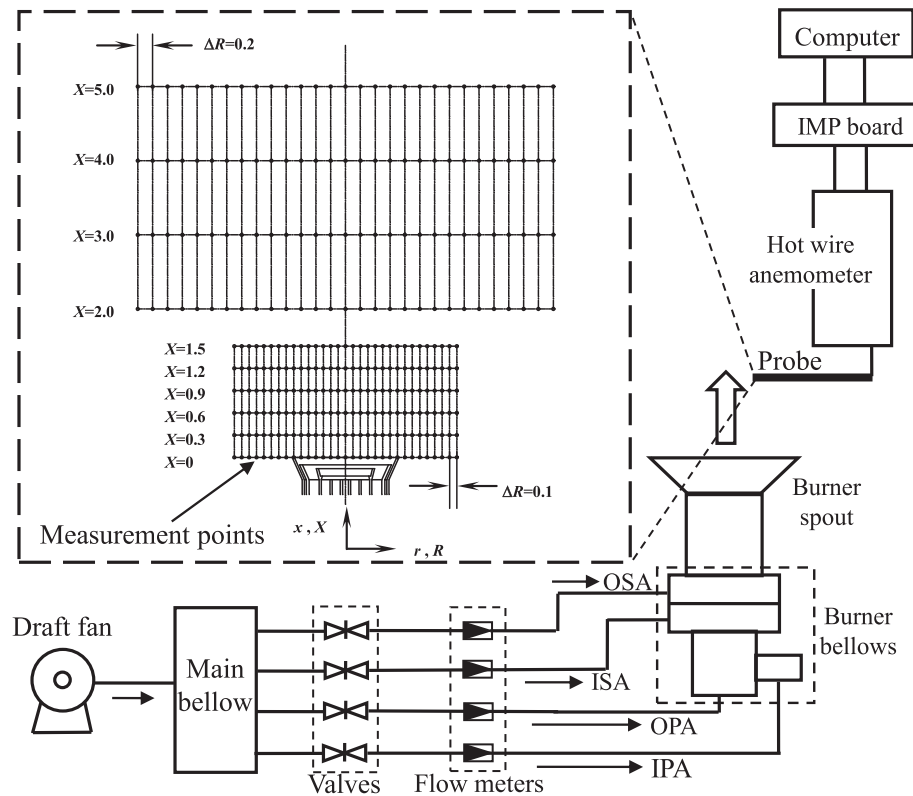 ΔR=0.2
X=5.0
X=4.0
X=3.0
X=2.0
X=1.5
X=1.2
X=0.9
X=0.6
X=0.3
X=0
ΔR=0.1
Measurement points
x , X
r , R
Computer
IMP board
Hot wire
anemometer
Probe
Burner
spout
OSA
Burner
bellows
Draft fan
Main
bellow
ISA
OPA
IPA
Valves
Flow meters